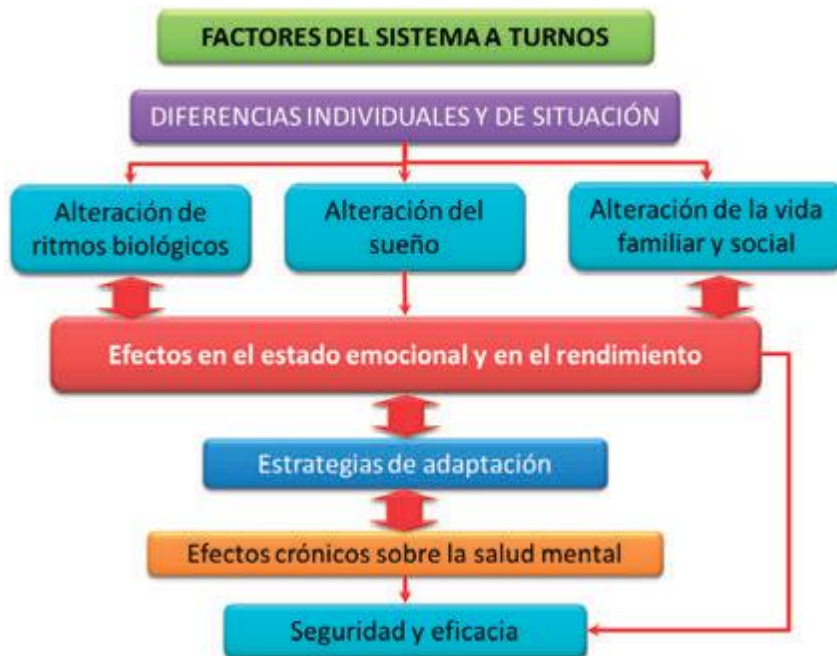 FACTORES DEL SISTEMA A TURNOS
DIFERENCIAS INDIVIDUALES Y DE SITUACIÓN
Alteración de
ritmos biológicos
Alteración del
sueño
Alteración de la vida
familiar y social
Efectos en el estado emocional y en el rendimiento
Estrategias de adaptación
Efectos crónicos sobre la salud mental
Seguridad y eficacia